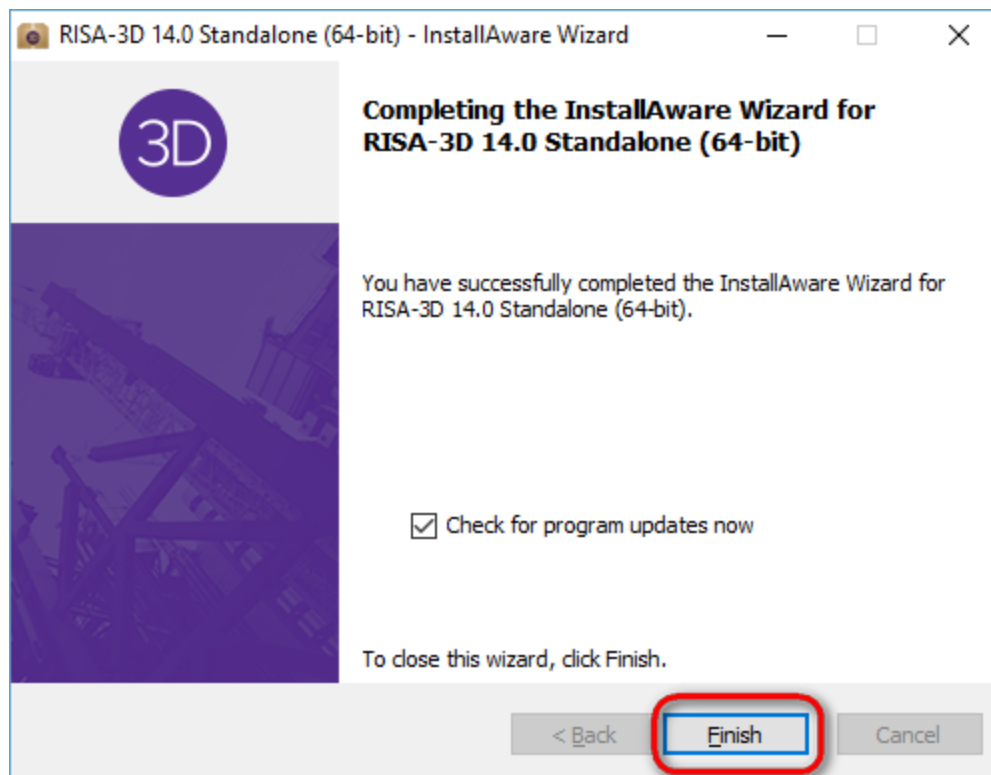 RISA-3D 14.0 Standalone (64-bit) - InstallAware Wizard
3D
Completing the InstallAware Wizard for
RISA-3D 14.0 Standalone (64-bit)
You have successfully completed the InstallAware Wizard for
RISA-3D 14.0 Standalone (64-bit).
Check for program updates now
To close this wizard, click Finish.
< Back Finish Cancel